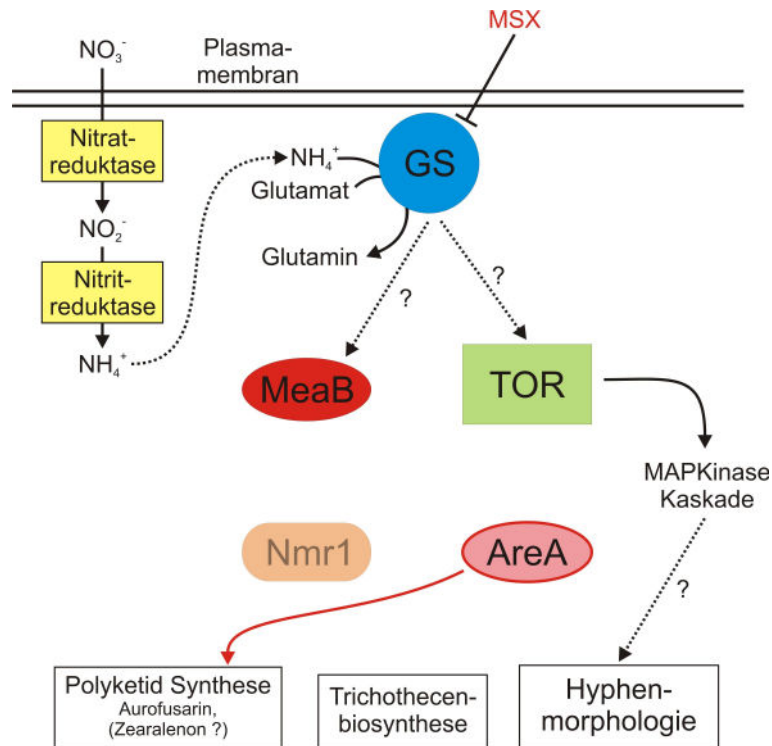 MSX
NO₃⁻
Plasma-
membran
Nitrat-
reduktase
NH₄⁺
GS
Glutamat
NO₂⁻
Glutamin
?
?
Nitrit-
reduktase
NH₄⁺
MeaB
TOR
MAPKinase
Kaskade
Nmr1
AreA
?
Polyketid Synthese
Aurofusarin,
(Zearalenon ?)
Trichothecen-
biosynthese
Hyphen-
morphologie